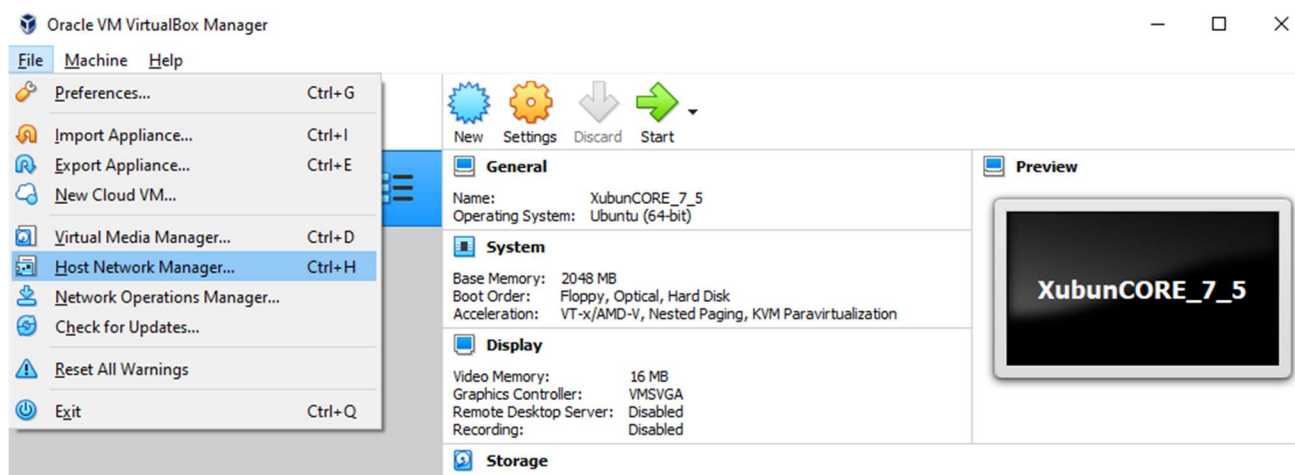 Oracle VM VirtualBox Manager
File Machine Help
Preferences... Ctrl+G
Import Appliance... Ctrl+I
Export Appliance... Ctrl+E
New Cloud VM...
Virtual Media Manager... Ctrl+D
Host Network Manager... Ctrl+H
Network Operations Manager...
Check for Updates...
Reset All Warnings
Exit Ctrl+Q
New Settings Discard Start
General
Name: XubunCORE_7_5
Operating System: Ubuntu (64-bit)
System
Base Memory: 2048 MB
Boot Order: Floppy, Optical, Hard Disk
Acceleration: VT-x/AMD-V, Nested Paging, KVM Paravirtualization
Display
Video Memory: 16 MB
Graphics Controller: VMSVGA
Remote Desktop Server: Disabled
Recording: Disabled
Storage
Preview
XubunCORE_7_5